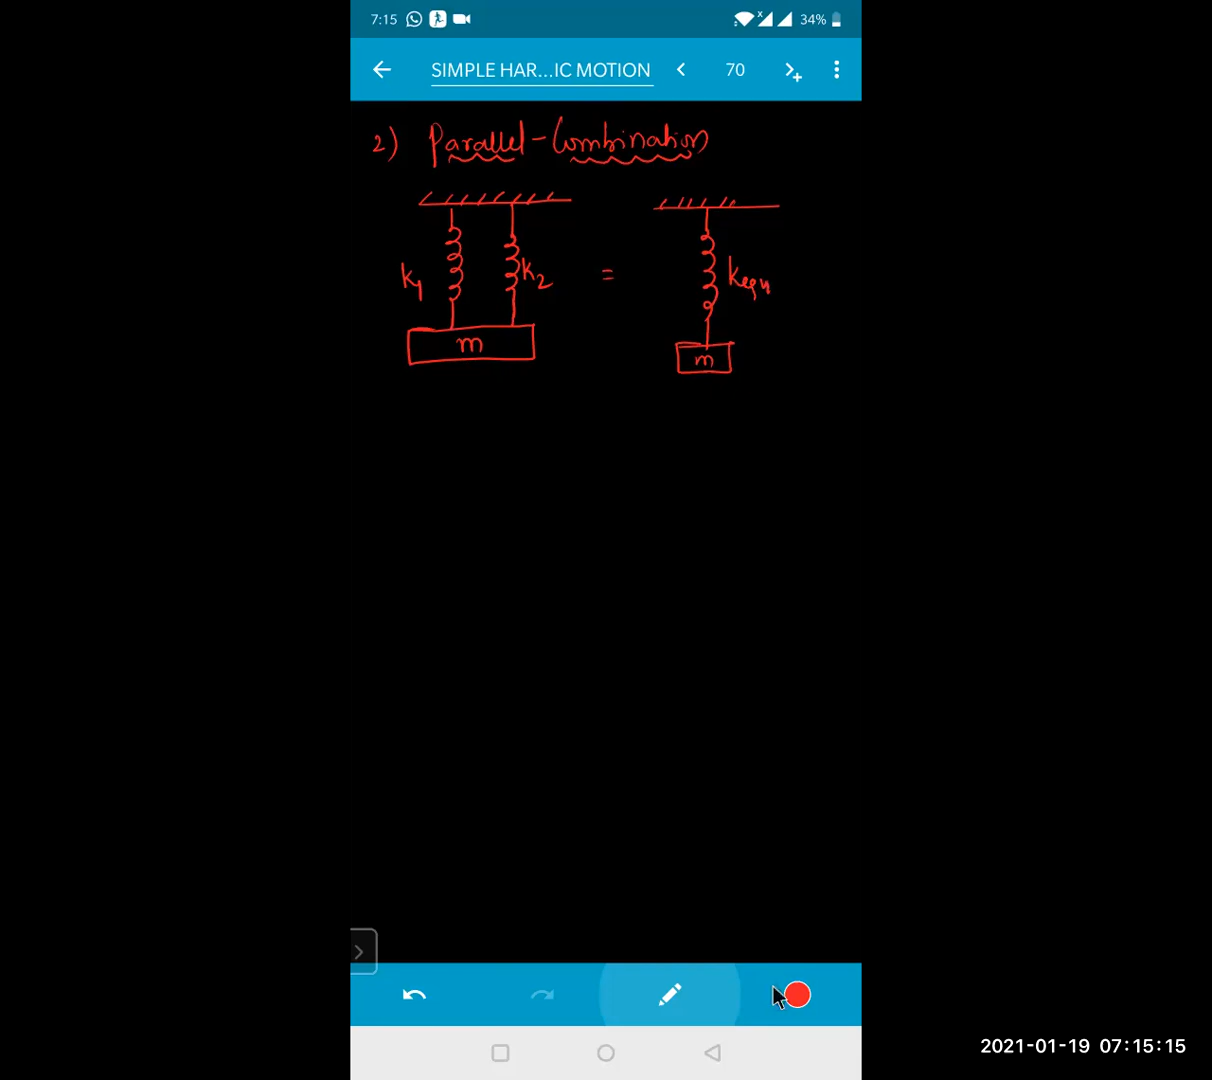 7:15
34%
SIMPLE HAR...IC MOTION
70
2) Parallel-Combination
k1 k2 = keqn
m
m
2021-01-19 07:15:15